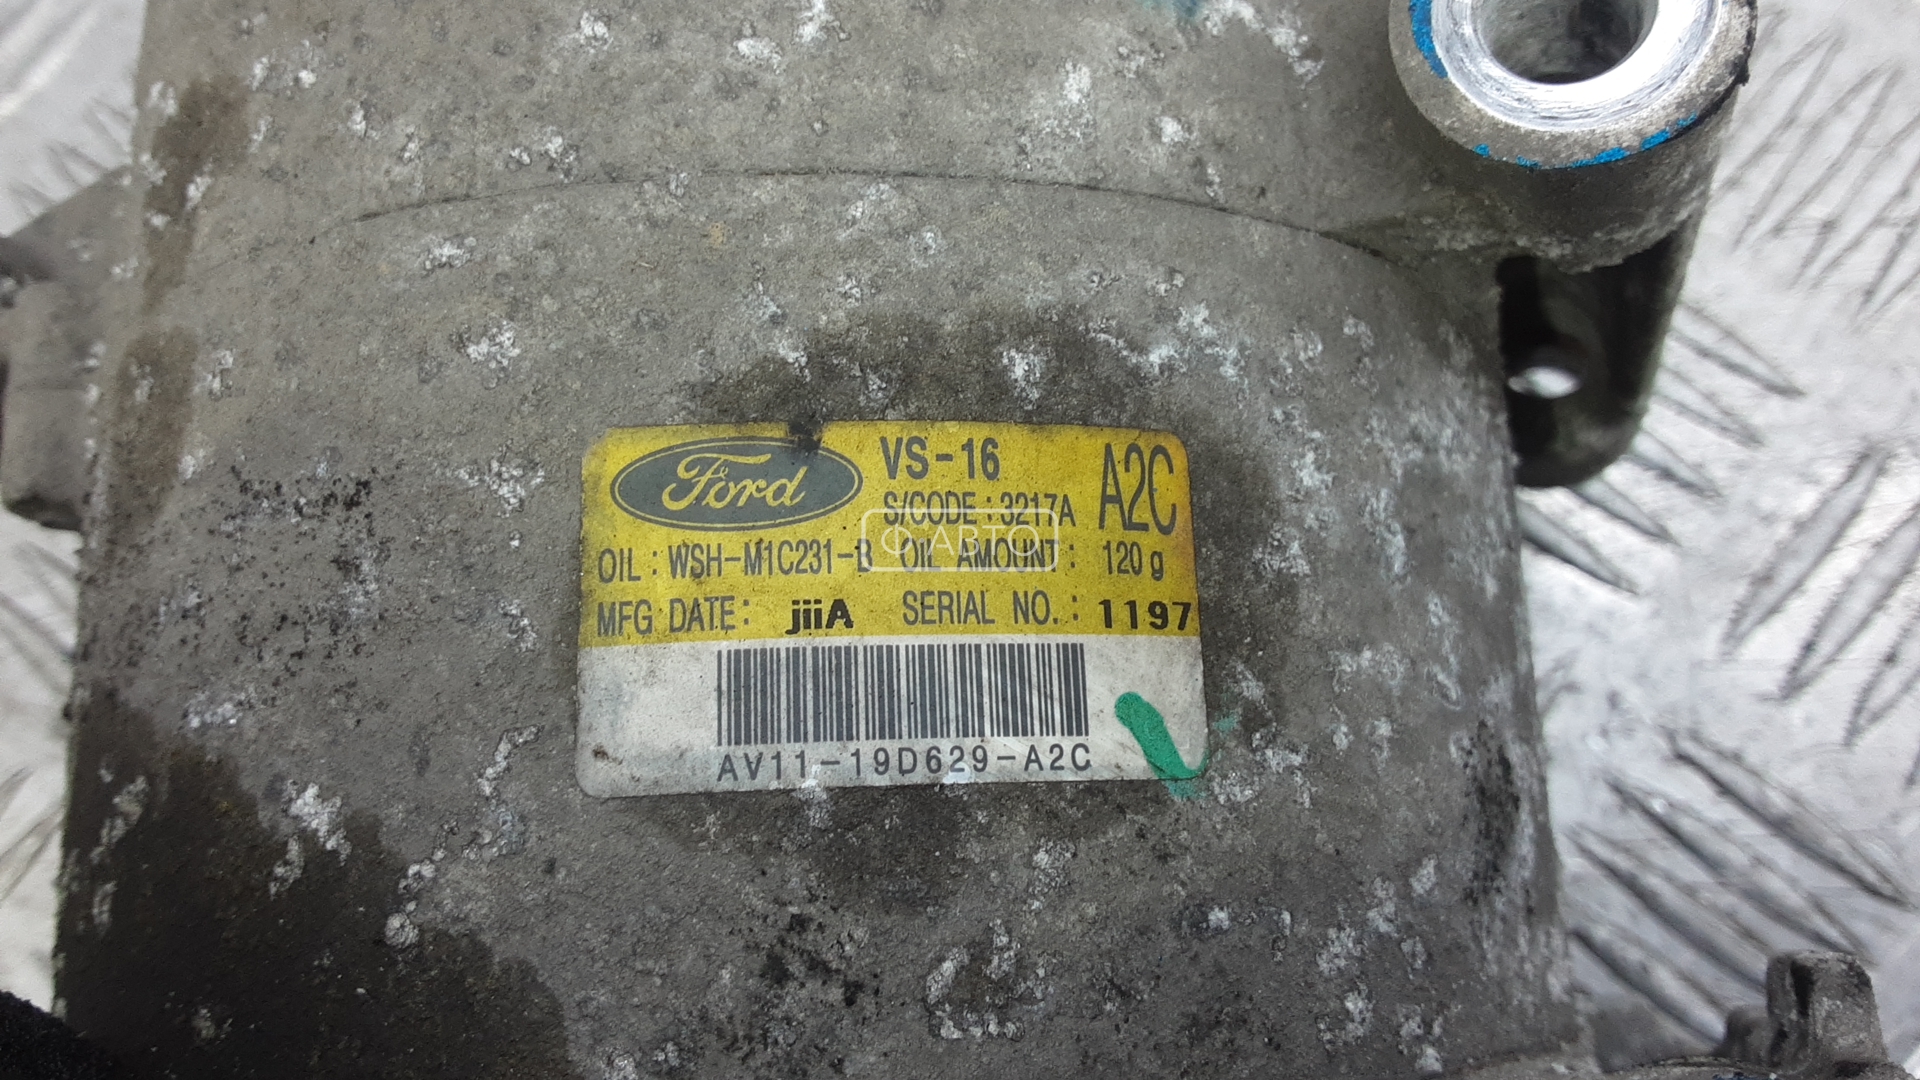 Ford VS-16 A2C
S/CODE : 3217A
OIL : WSH-M1C231-B OIL AMOUNT : 120 g
MFG DATE : jiiA SERIAL NO. : 1197
AV11-19D629-A2C
Ф АВТО